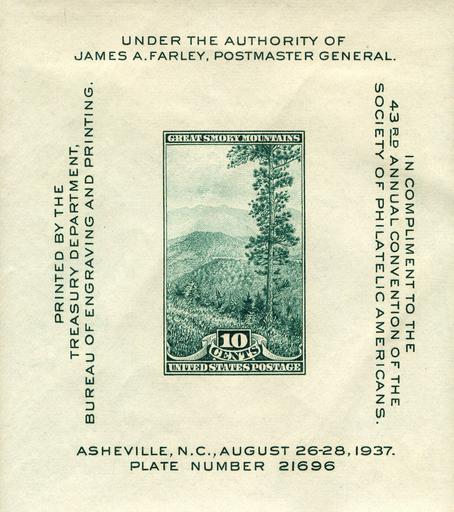 UNDER THE AUTHORITY OF
JAMES A. FARLEY, POSTMASTER GENERAL.
PRINTED BY THE
TREASURY DEPARTMENT,
BUREAU OF ENGRAVING AND PRINTING.
GREAT SMOKY MOUNTAINS
10
CENTS
UNITED STATES POSTAGE
IN COMPLIMENT TO THE
43RD ANNUAL CONVENTION OF THE
SOCIETY OF PHILATELIC AMERICANS.
ASHEVILLE, N.C., AUGUST 26-28, 1937.
PLATE NUMBER 21696